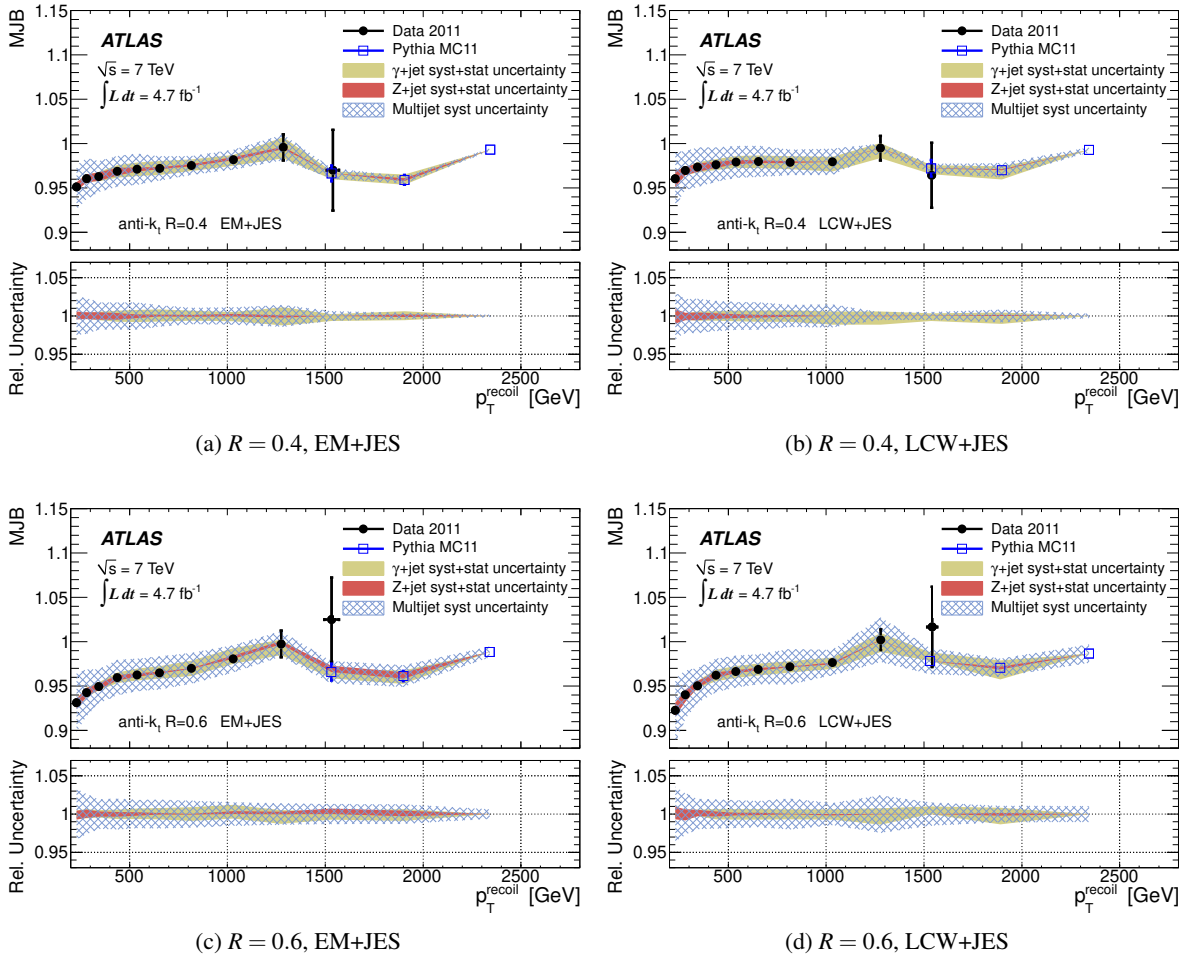 MJB
1.15
1.1
1.05
1
0.95
0.9
ATLAS
√s = 7 TeV
∫L dt = 4.7 fb-1
Data 2011
Pythia MC11
γ+jet syst+stat uncertainty
Z+jet syst+stat uncertainty
Multijet syst uncertainty
anti-kt R=0.4 EM+JES
Rel. Uncertainty
1.05
1
0.95
500 1000 1500 2000 2500
pTrecoil [GeV]
(a) R = 0.4, EM+JES
MJB
1.15
1.1
1.05
1
0.95
0.9
ATLAS
√s = 7 TeV
∫L dt = 4.7 fb-1
Data 2011
Pythia MC11
γ+jet syst+stat uncertainty
Z+jet syst+stat uncertainty
Multijet syst uncertainty
anti-kt R=0.4 LCW+JES
Rel. Uncertainty
1.05
1
0.95
500 1000 1500 2000 2500
pTrecoil [GeV]
(b) R = 0.4, LCW+JES
MJB
1.15
1.1
1.05
1
0.95
0.9
ATLAS
√s = 7 TeV
∫L dt = 4.7 fb-1
Data 2011
Pythia MC11
γ+jet syst+stat uncertainty
Z+jet syst+stat uncertainty
Multijet syst uncertainty
anti-kt R=0.6 EM+JES
Rel. Uncertainty
1.05
1
0.95
500 1000 1500 2000 2500
pTrecoil [GeV]
(c) R = 0.6, EM+JES
MJB
1.15
1.1
1.05
1
0.95
0.9
ATLAS
√s = 7 TeV
∫L dt = 4.7 fb-1
Data 2011
Pythia MC11
γ+jet syst+stat uncertainty
Z+jet syst+stat uncertainty
Multijet syst uncertainty
anti-kt R=0.6 LCW+JES
Rel. Uncertainty
1.05
1
0.95
500 1000 1500 2000 2500
pTrecoil [GeV]
(d) R = 0.6, LCW+JES